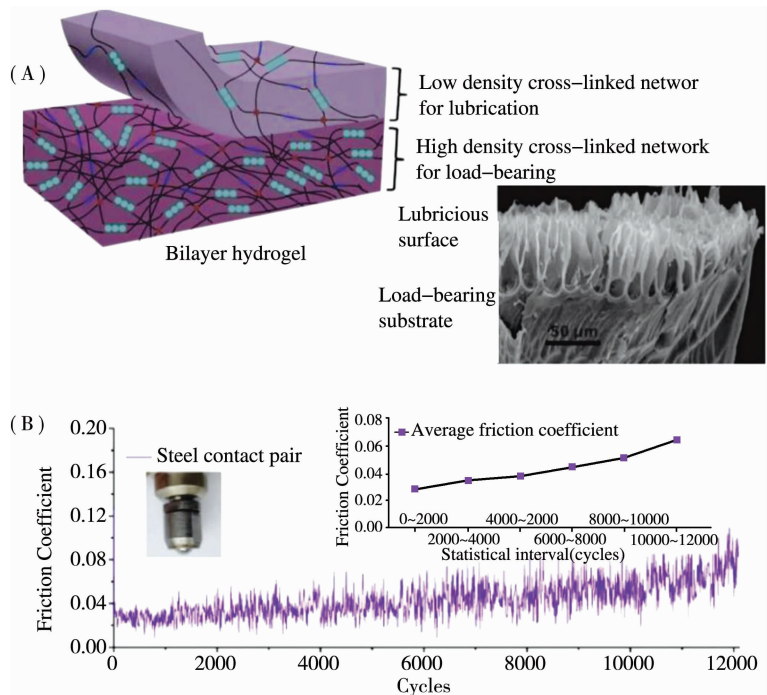 (A)
Low density cross-linked networ
for lubrication
High density cross-linked network
for load-bearing
Bilayer hydrogel
Lubricious
surface
Load-bearing
substrate
50 μm
(B)
Friction Coefficient
0.20
0.16
0.12
0.08
0.04
0.00
Steel contact pair
0
2000
4000
6000
8000
10000
12000
Cycles
Friction Coefficient
0.08
0.06
0.04
0.02
0.00
Average friction coefficient
0~2000
2000~4000
4000~2000
6000~8000
8000~10000
10000~12000
Statistical interval(cycles)